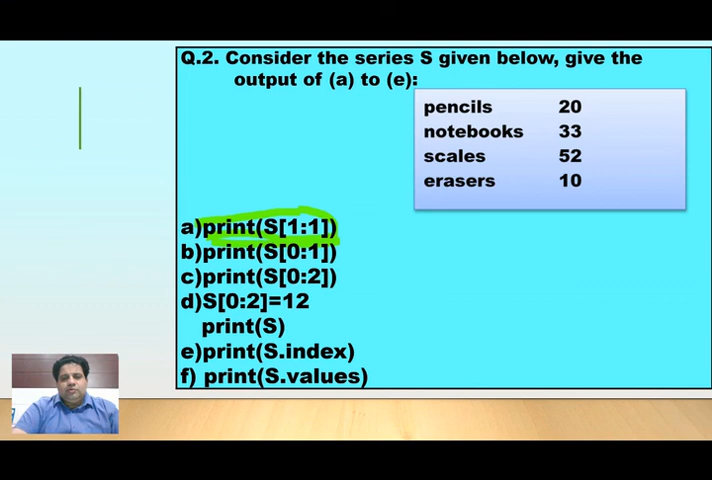 Q.2. Consider the series S given below, give the
output of (a) to (e):
pencils 20
notebooks 33
scales 52
erasers 10
a)print(S[1:1])
b)print(S[0:1])
c)print(S[0:2])
d)S[0:2]=12
print(S)
e)print(S.index)
f) print(S.values)